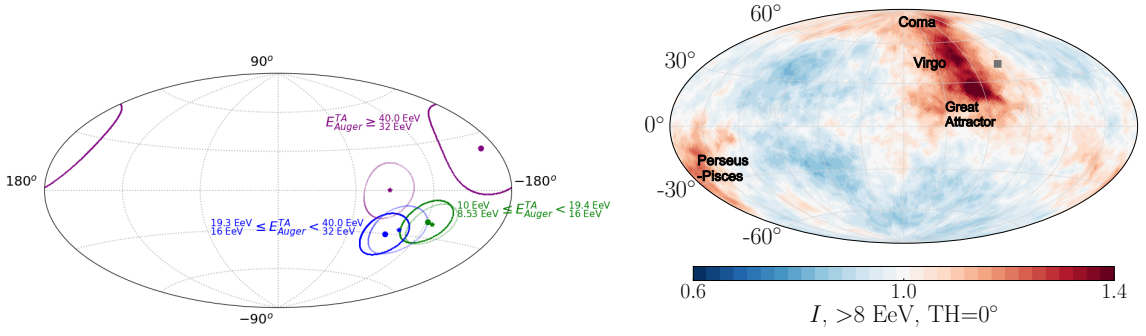 90°
180°
−180°
−90°
E^{TA}_{Auger} ≥ ^{40.0 EeV}_{32 EeV}
^{19.3 EeV}_{16 EeV} ≤ E^{TA}_{Auger} < ^{40.0 EeV}_{32 EeV}
^{10 EeV}_{8.53 EeV} ≤ E^{TA}_{Auger} < ^{19.4 EeV}_{16 EeV}
60°
30°
0°
-30°
-60°
Coma
Virgo
Great
Attractor
Perseus
-Pisces
0.6
1.0
1.4
I, >8 EeV, TH=0°